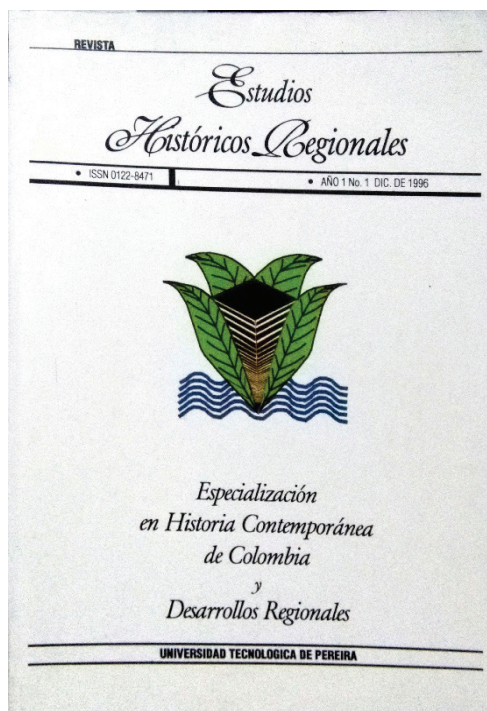 REVISTA
Estudios
Históricos Regionales
• ISSN 0122-8471
• AÑO 1 No. 1 DIC. DE 1996
Especialización
en Historia Contemporánea
de Colombia
y
Desarrollos Regionales
UNIVERSIDAD TECNOLOGICA DE PEREIRA